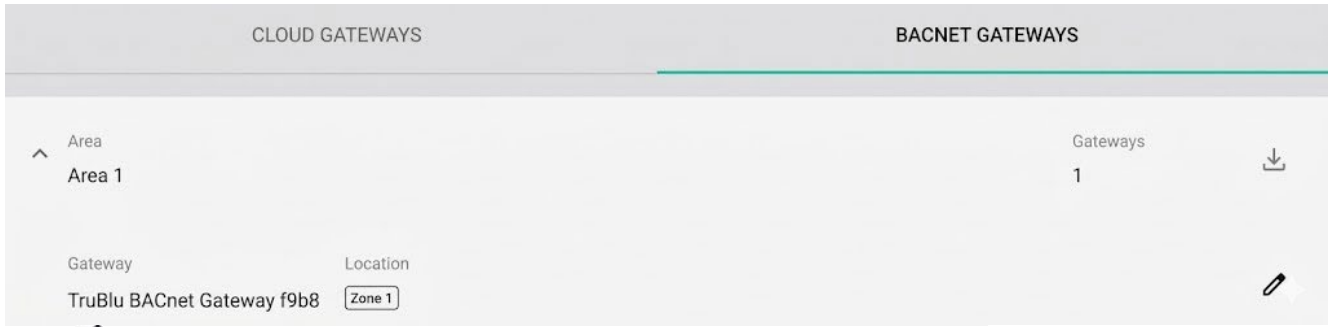 CLOUD GATEWAYS BACNET GATEWAYS
Area Gateways
Area 1 1
Gateway Location
TruBlu BACnet Gateway f9b8 Zone 1